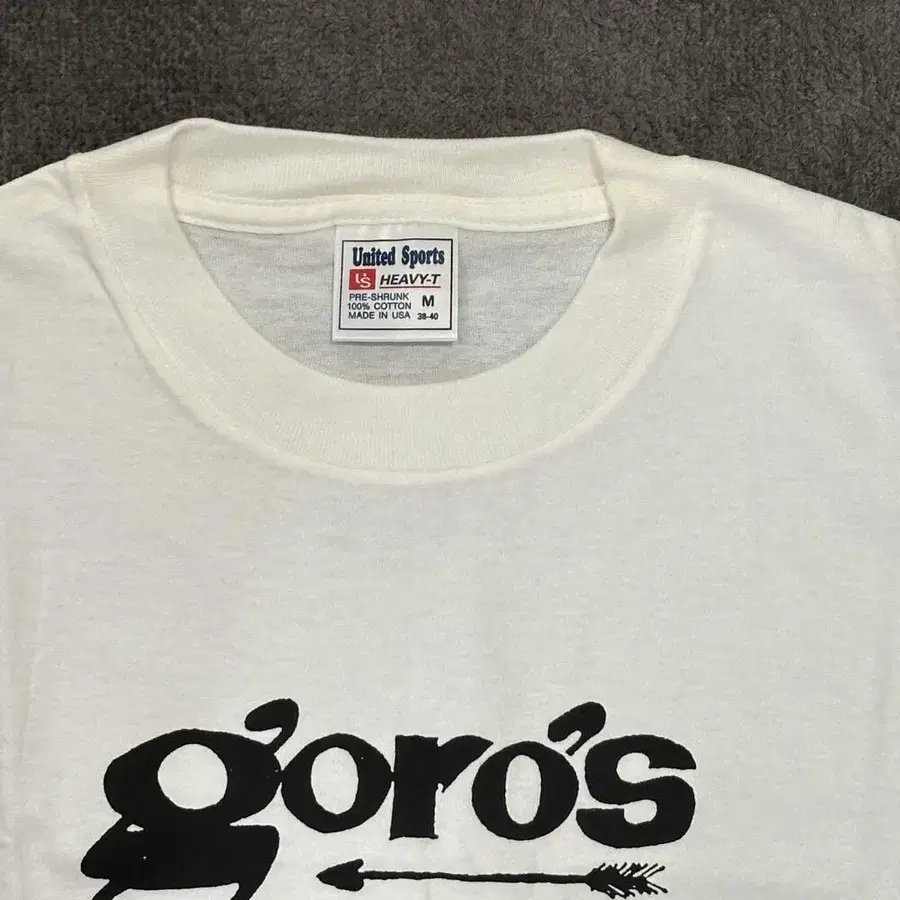 United Sports
US HEAVY-T
PRE-SHRUNK
100% COTTON M
MADE IN USA 38-40
goro's